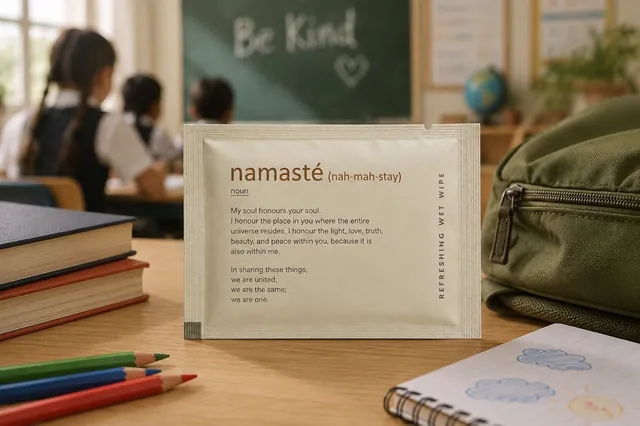 Be Kind
namasté (nah-mah-stay)
noun
My soul honours your soul.
I honour the place in you where the entire
universe resides. I honour the light, love, truth,
beauty, and peace within you, because it is
also within me.
In sharing these things,
we are united;
we are the same;
we are one.
REFRESHING WET WIPE